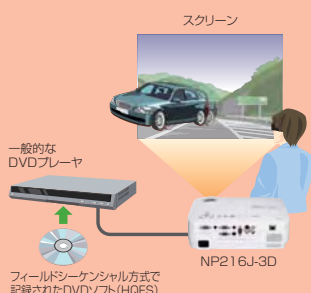 スクリーン
一般的な
DVDプレーヤ
NP216J-3D
フィールドシーケンシャル方式で
記録されたDVDソフト(HQFS)